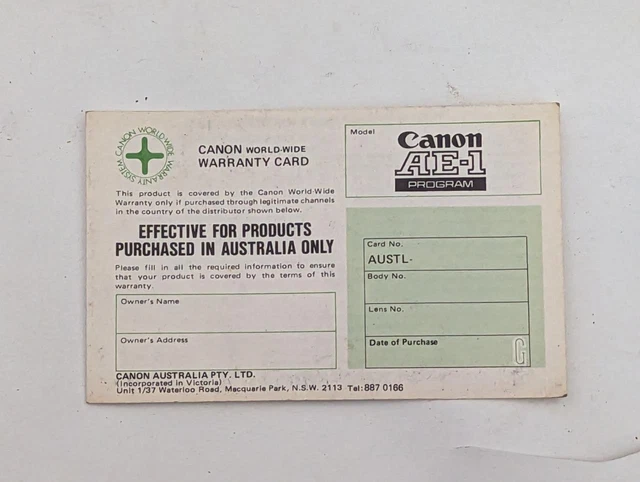 CANON WORLD-WIDE WARRANTY SYSTEM
CANON WORLD-WIDE
WARRANTY CARD
This product is covered by the Canon World-Wide
Warranty only if purchased through legitimate channels
in the country of the distributor shown below.
EFFECTIVE FOR PRODUCTS
PURCHASED IN AUSTRALIA ONLY
Please fill in all the required information to ensure
that your product is covered by the terms of this
warranty.
Owner's Name
Owner's Address
CANON AUSTRALIA PTY. LTD.
(Incorporated in Victoria)
Unit 1/37 Waterloo Road, Macquarie Park, N.S.W. 2113 Tel: 887 0166
Model
Canon
AE-1
PROGRAM
Card No.
AUSTL-
Body No.
Lens No.
Date of Purchase
G